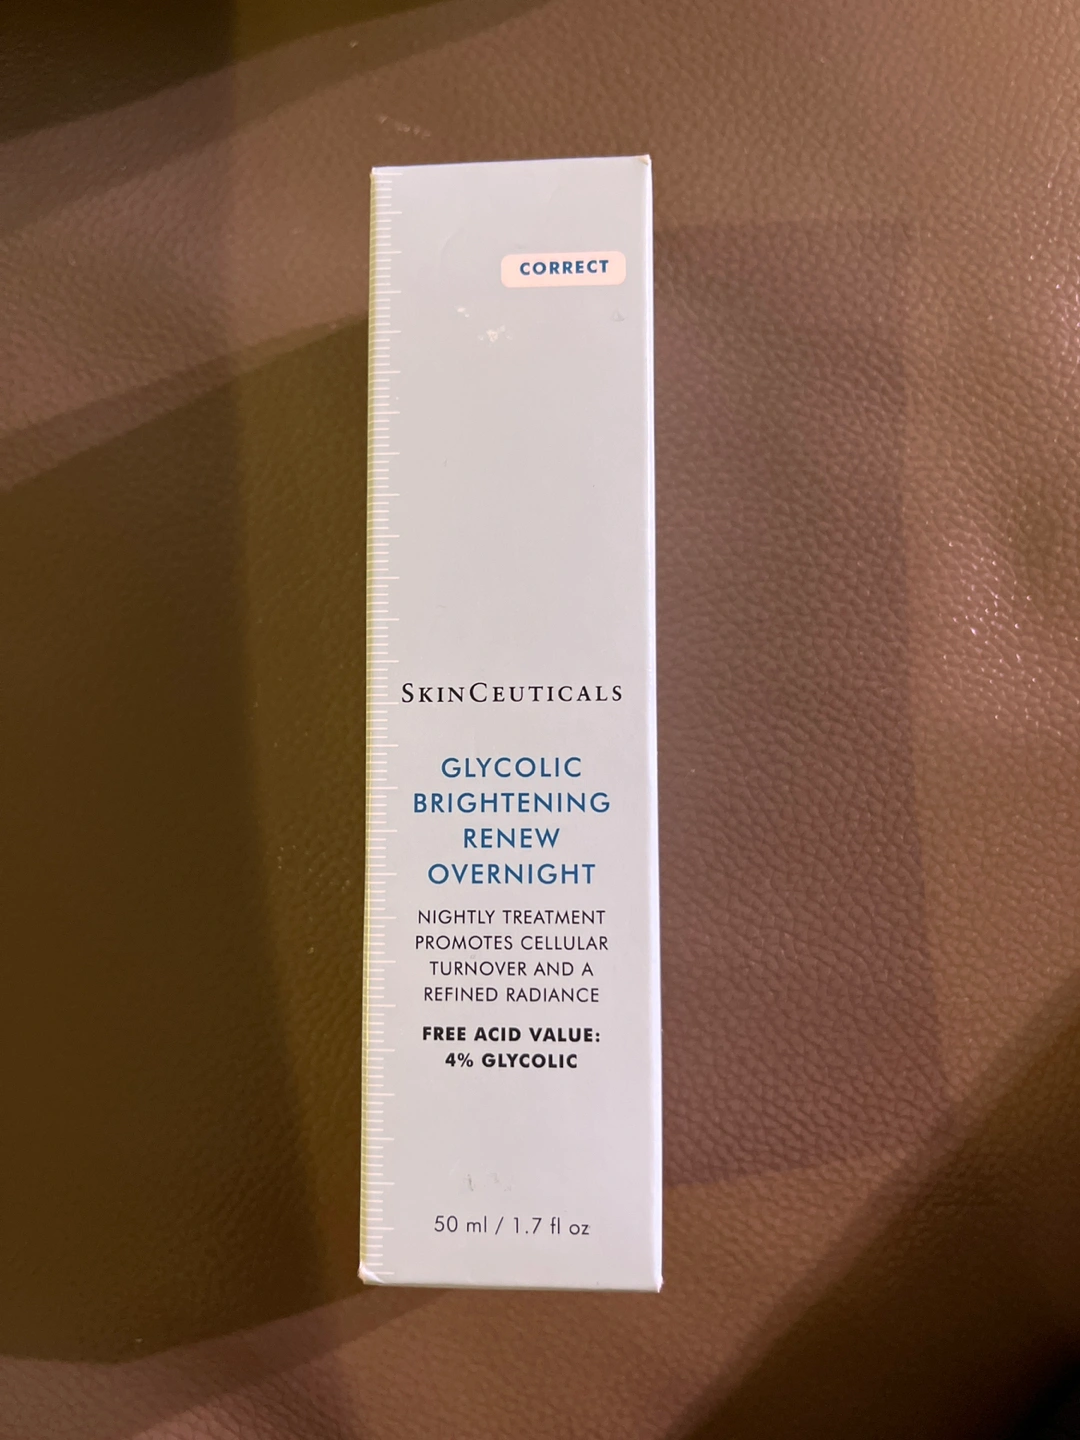 CORRECT
SKINCEUTICALS
GLYCOLIC
BRIGHTENING
RENEW
OVERNIGHT
NIGHTLY TREATMENT
PROMOTES CELLULAR
TURNOVER AND A
REFINED RADIANCE
FREE ACID VALUE:
4% GLYCOLIC
50 ml / 1.7 fl oz